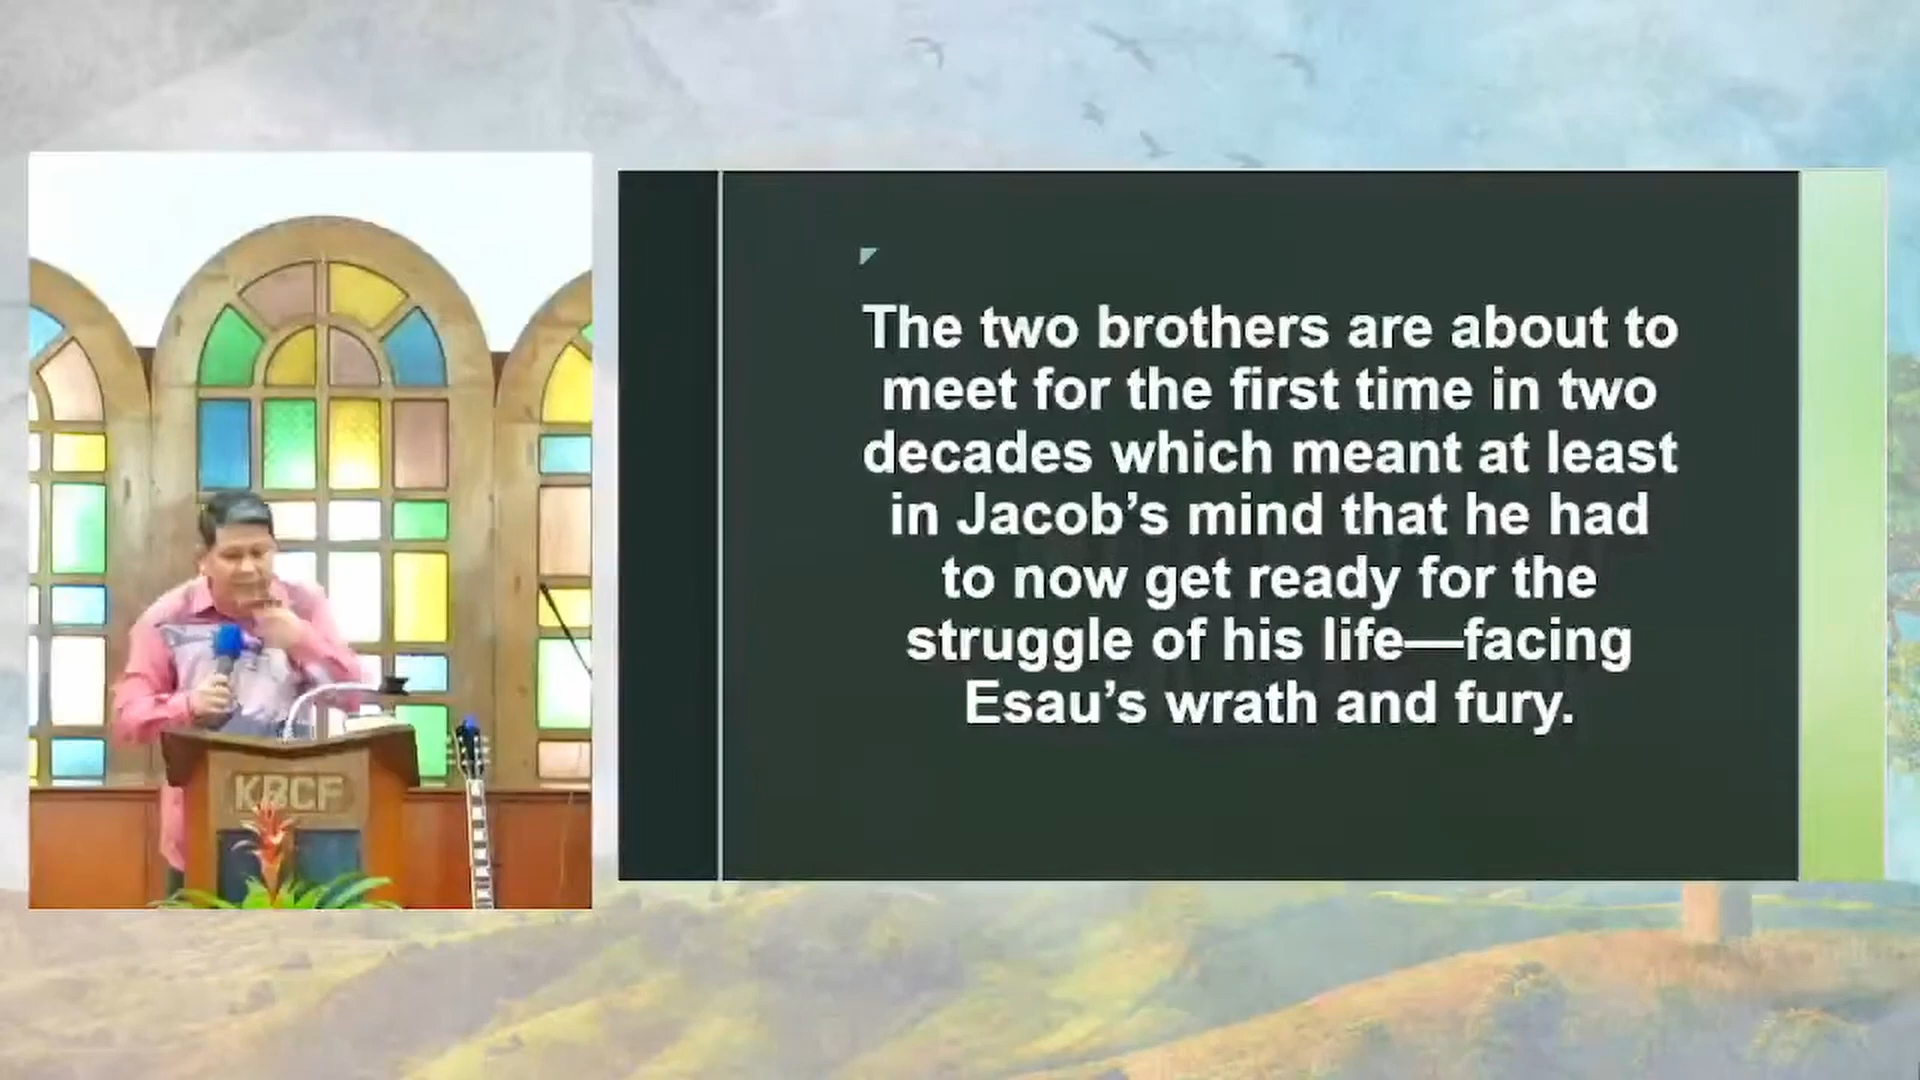 The two brothers are about to
meet for the first time in two
decades which meant at least
in Jacob’s mind that he had
to now get ready for the
struggle of his life—facing
Esau’s wrath and fury.
KBCF